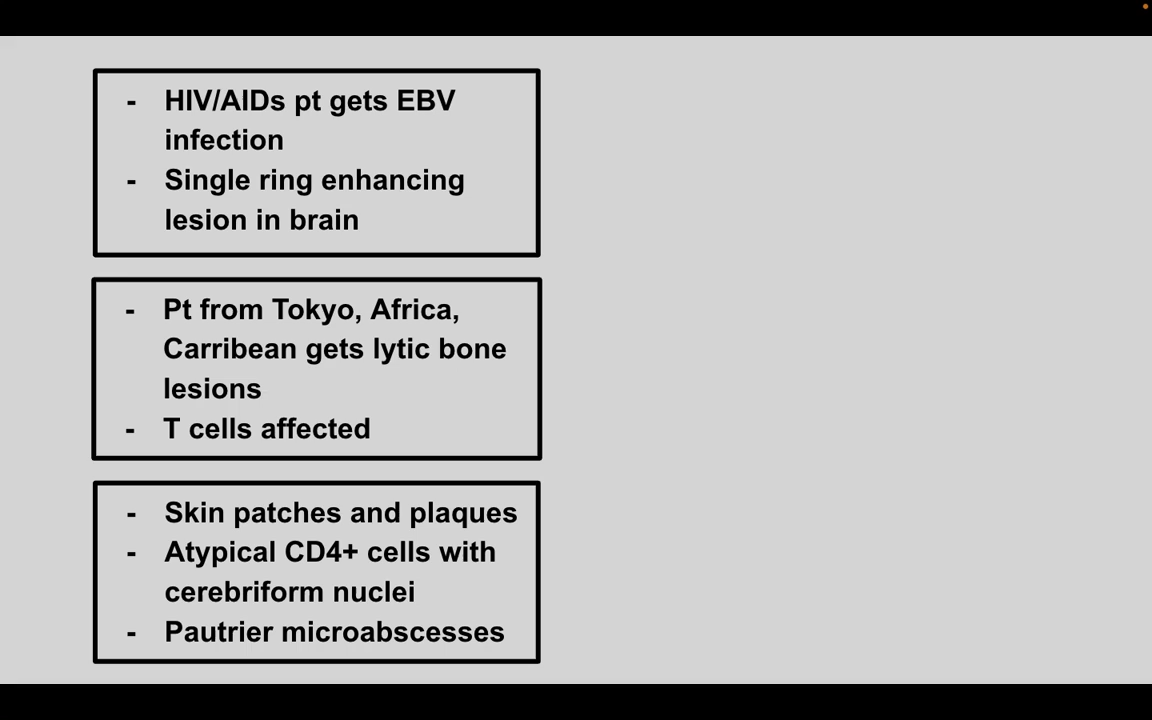 - HIV/AIDs pt gets EBV
infection
- Single ring enhancing
lesion in brain
- Pt from Tokyo, Africa,
Carribean gets lytic bone
lesions
- T cells affected
- Skin patches and plaques
- Atypical CD4+ cells with
cerebriform nuclei
- Pautrier microabscesses